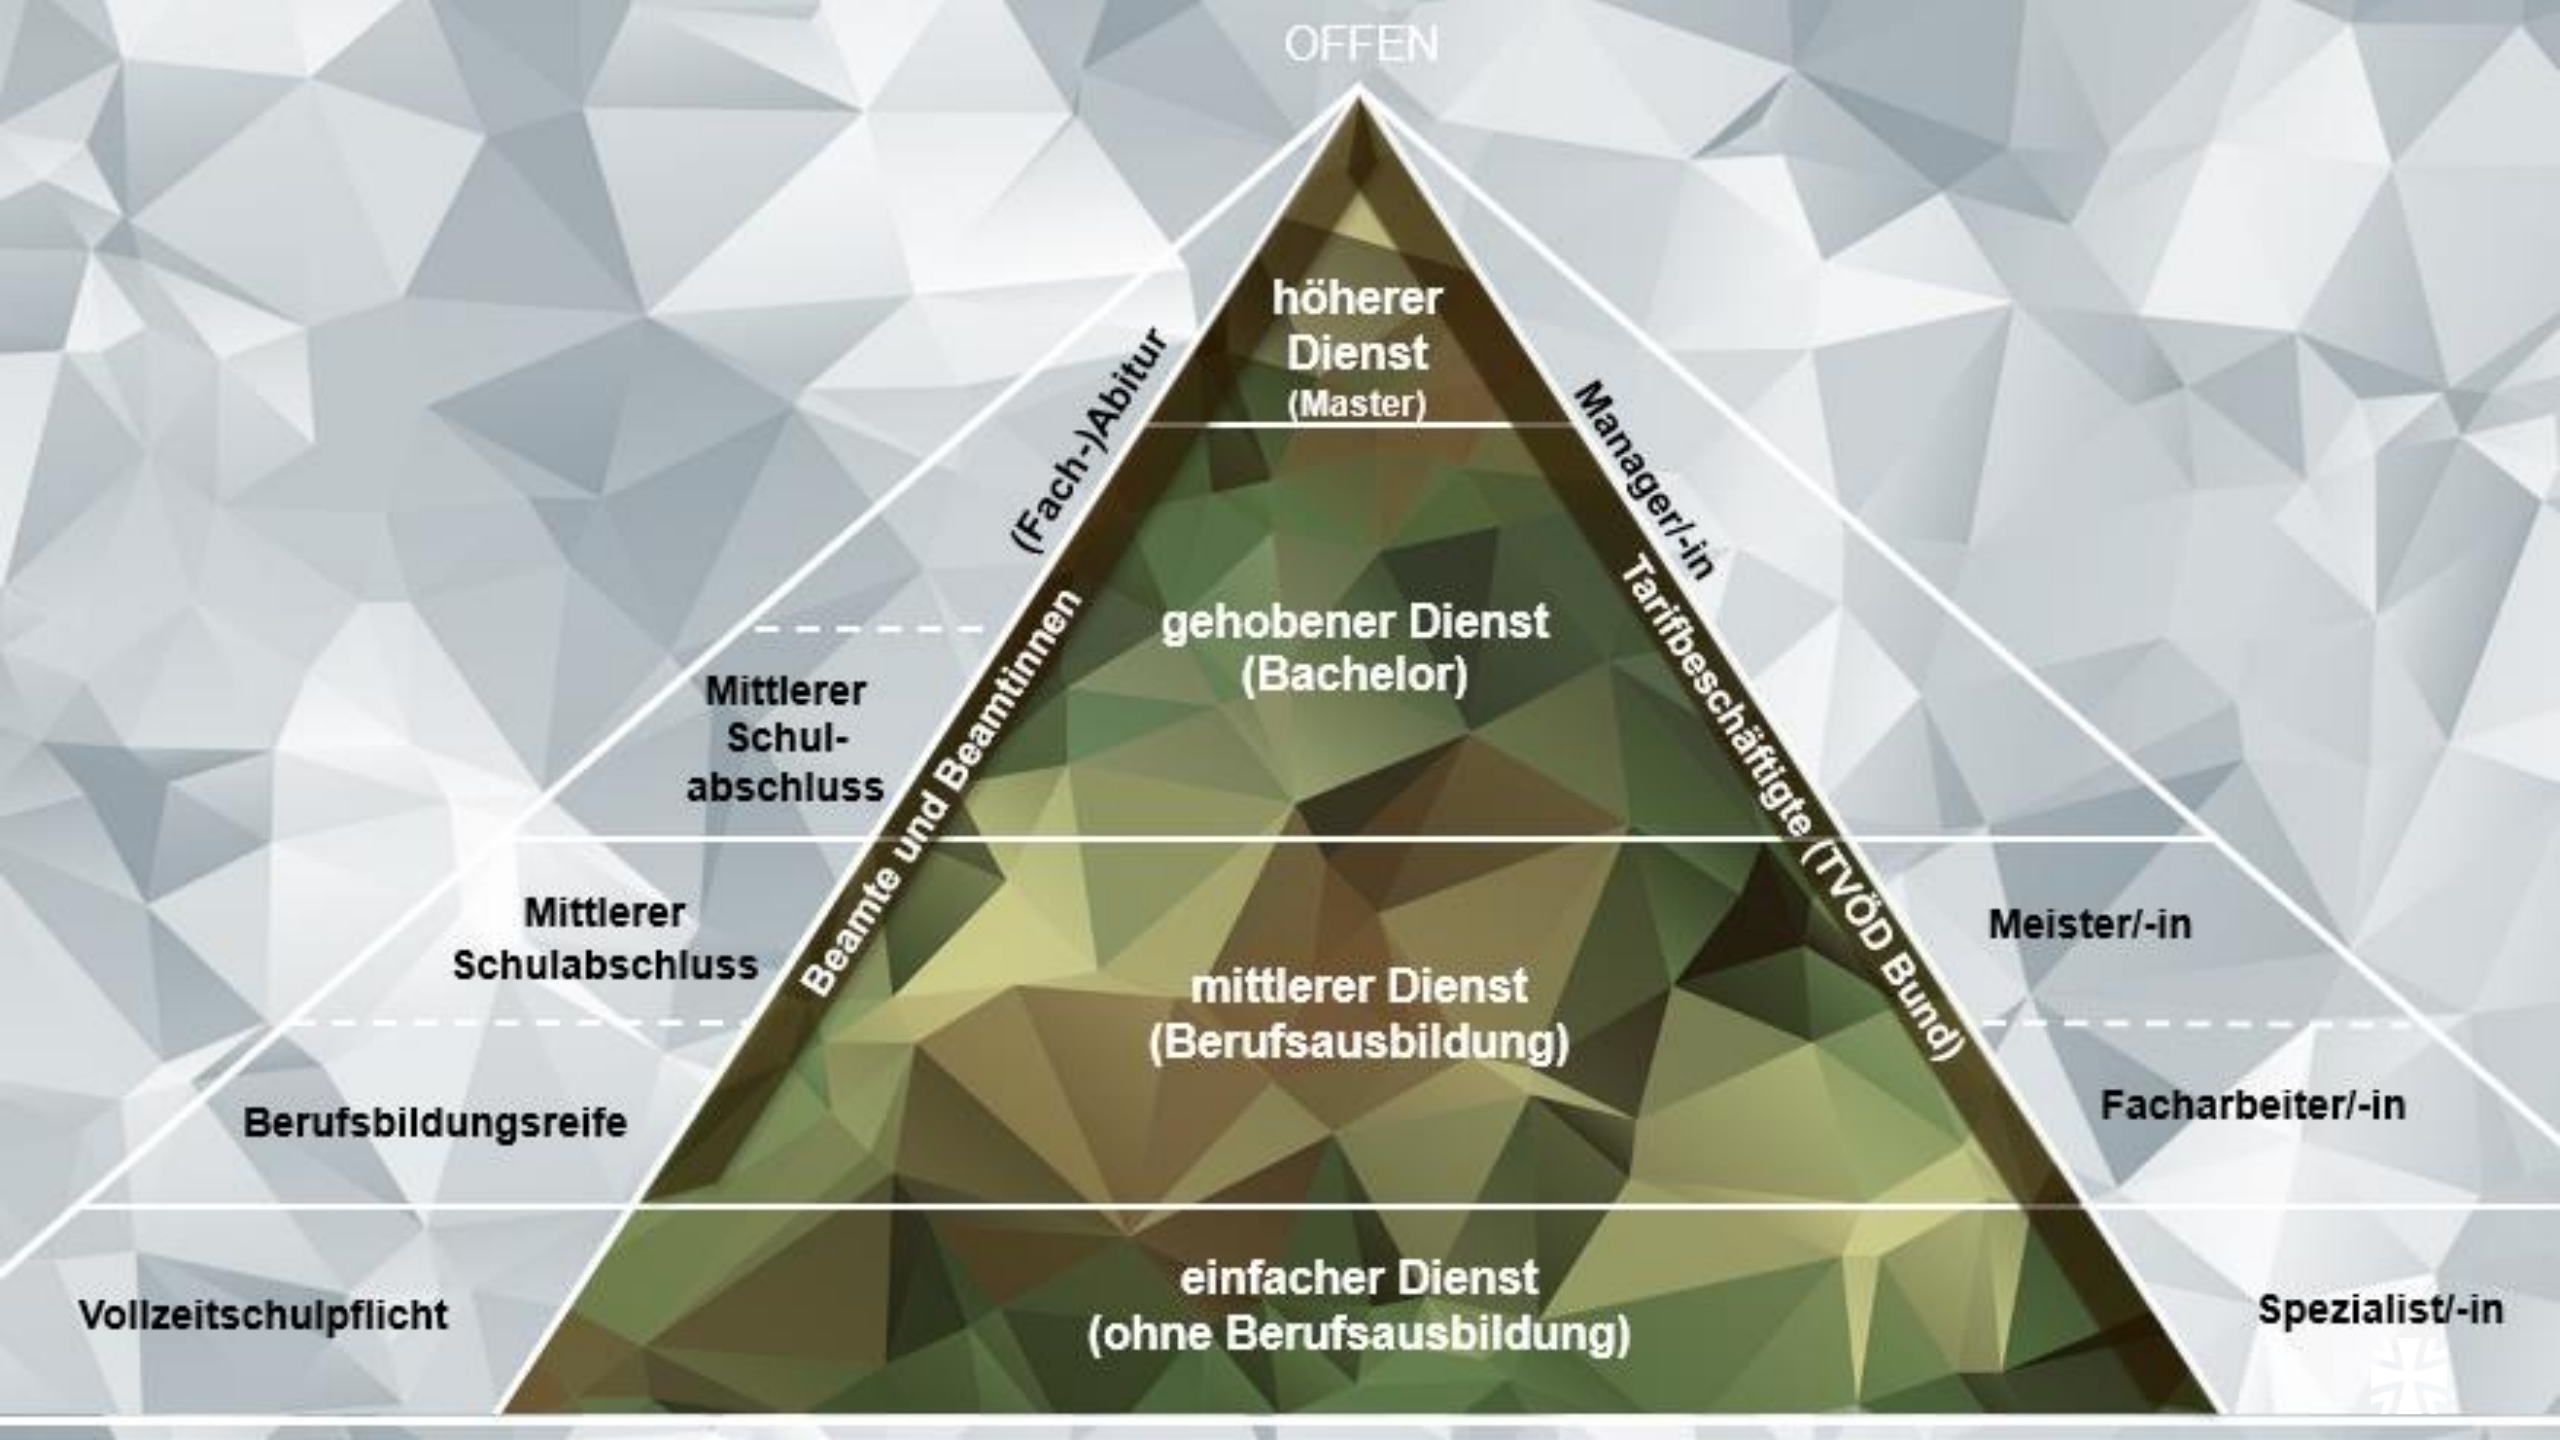 OFFEN
höherer
Dienst
(Master)
(Fach-)Abitur
Manager/-in
gehobener Dienst
(Bachelor)
Mittlerer
Schul-
abschluss
Beamte und Beamtinnen
Tarifbeschäftigte (TVÖD Bund)
Mittlerer
Schulabschluss
Meister/-in
mittlerer Dienst
(Berufsausbildung)
Berufsbildungsreife
Facharbeiter/-in
einfacher Dienst
(ohne Berufsausbildung)
Vollzeitschulpflicht
Spezialist/-in